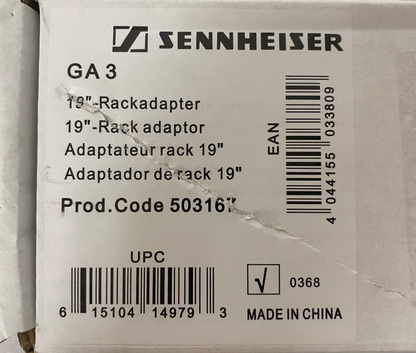 SENNHEISER
GA 3
19"-Rackadapter
19"-Rack adaptor
Adaptateur rack 19"
Adaptador de rack 19"
Prod.Code 503167
EAN
4 044155 033809
UPC
6 15104 14979 3
0368
MADE IN CHINA